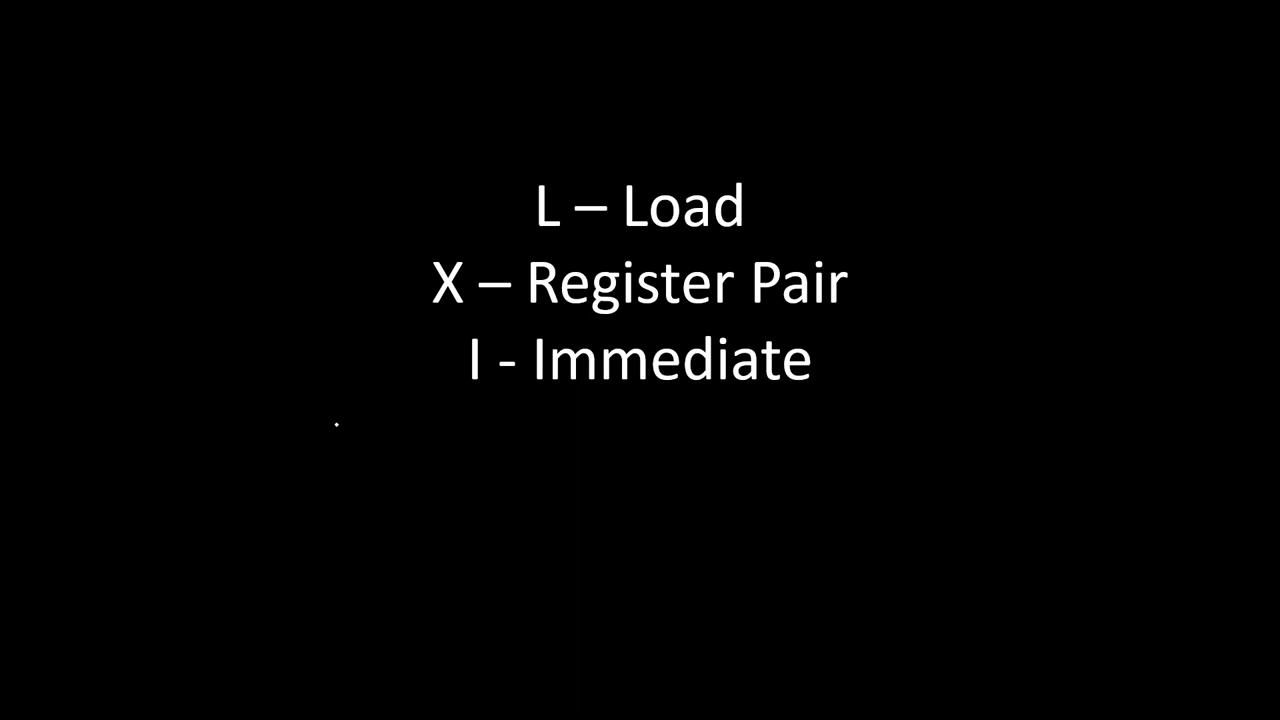 L – Load
X – Register Pair
I - Immediate